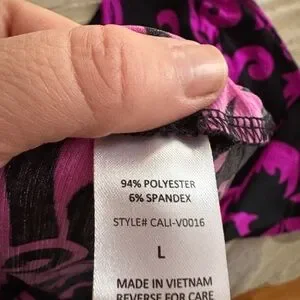 94% POLYESTER
6% SPANDEX
STYLE# CALI-V0016
L
MADE IN VIETNAM
REVERSE FOR CARE